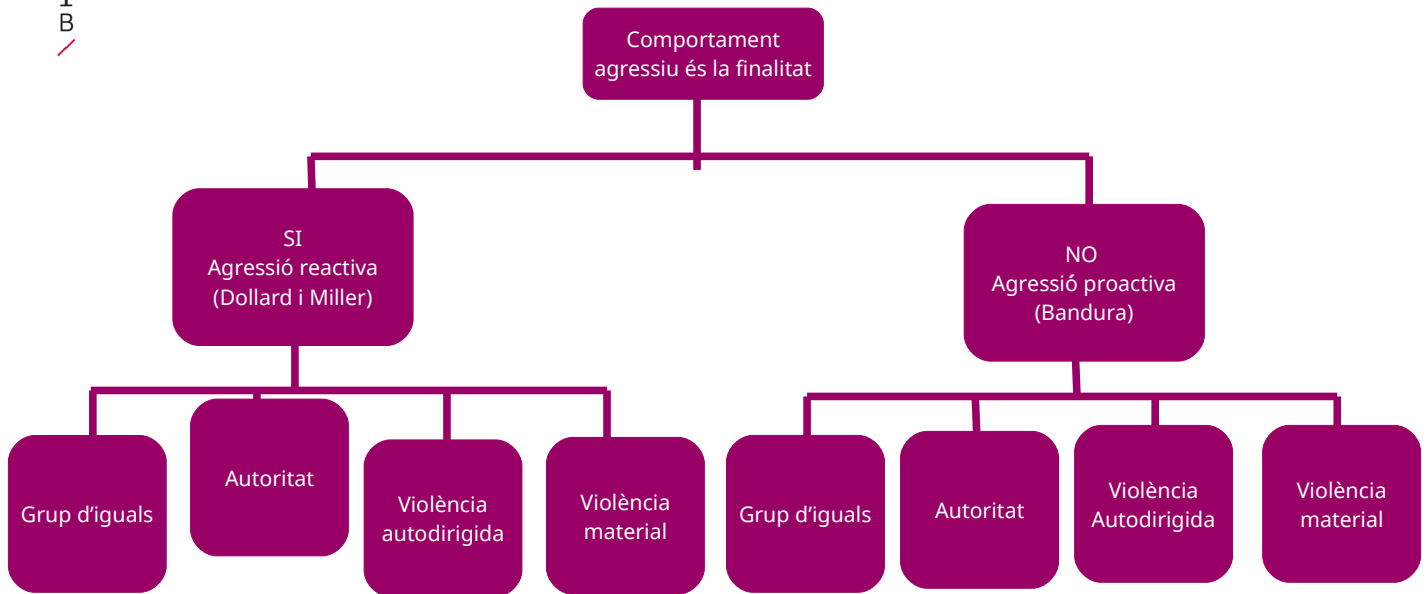 B
Comportament
agressiu és la finalitat
SI
Agressió reactiva
(Dollard i Miller)
NO
Agressió proactiva
(Bandura)
Grup d’iguals
Autoritat
Violència
autodirigida
Violència
material
Grup d’iguals
Autoritat
Violència
Autodirigida
Violència
material